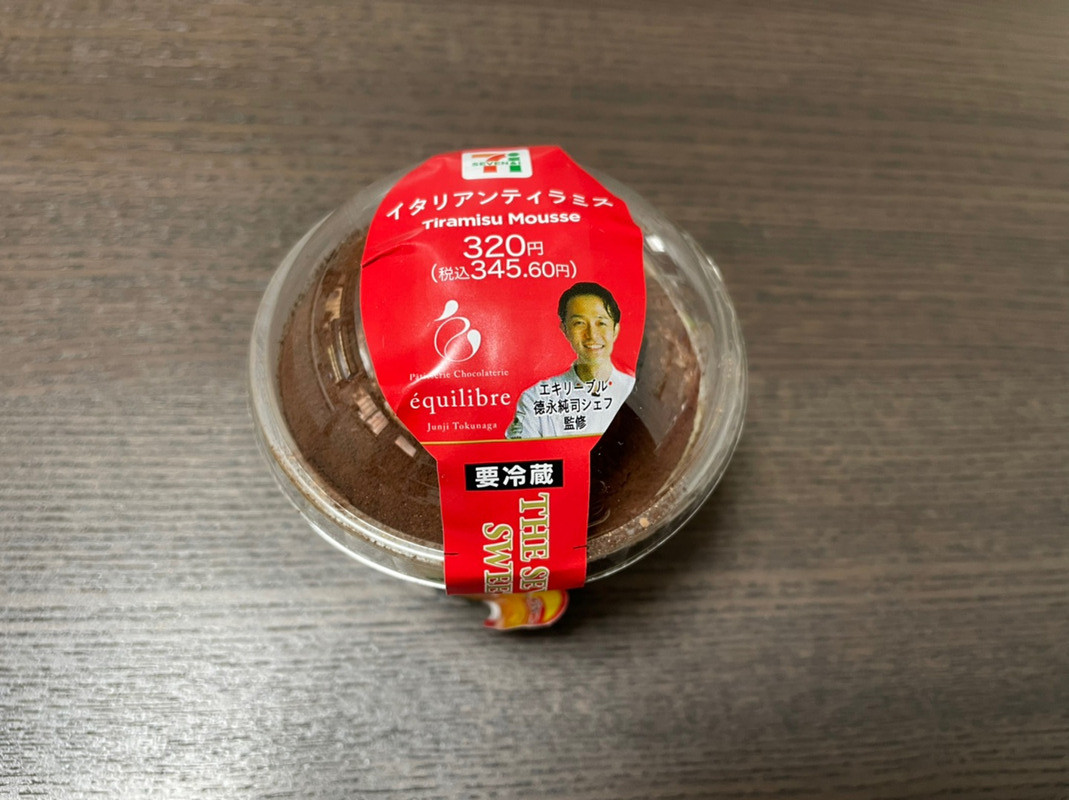 SEVEN & i
イタリアンティラミス
Tiramisu Mousse
320円
(税込345.60円)
Pâtisserie Chocolaterie
équilibre
Junji Tokunaga
エキリーブル*
徳永純司シェフ
監修
要冷蔵
THE SE
SWEE